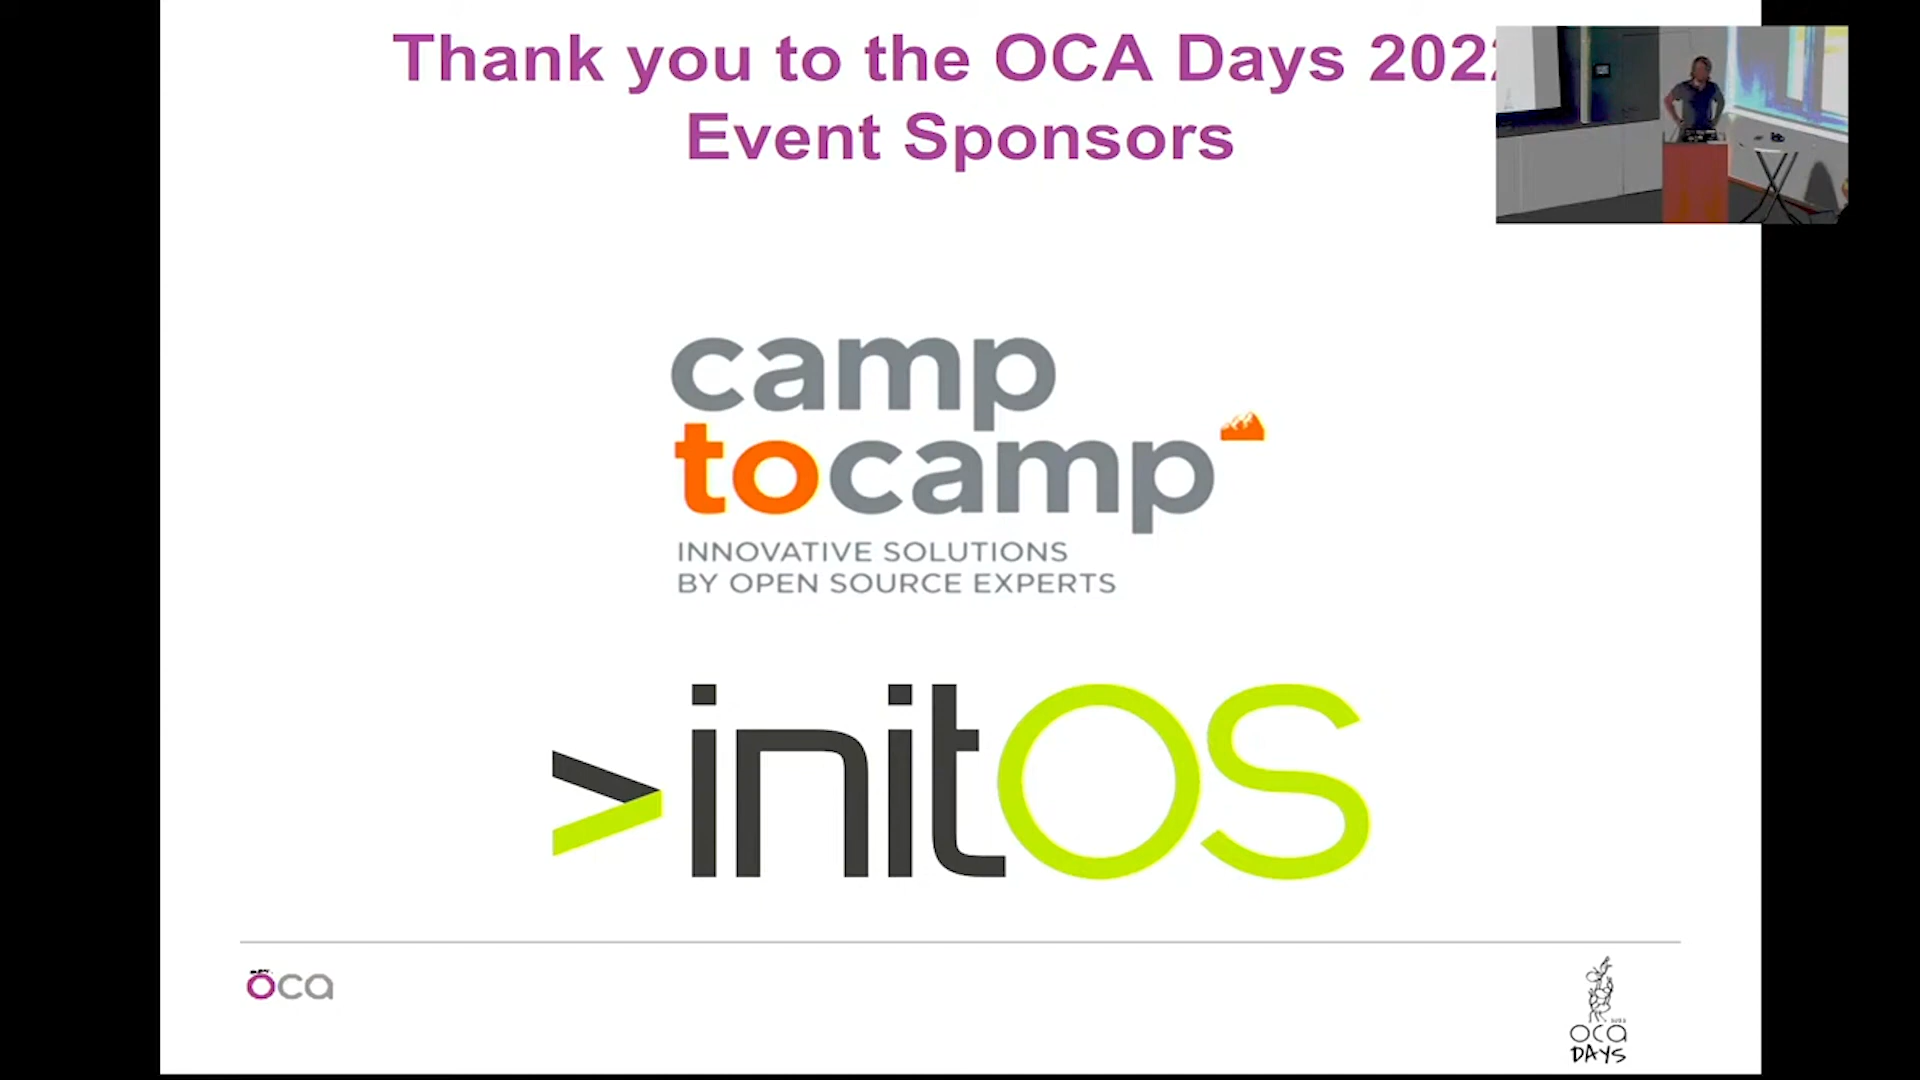 Thank you to the OCA Days 2022
Event Sponsors
camp
tocamp
INNOVATIVE SOLUTIONS
BY OPEN SOURCE EXPERTS
>initOS
oca
oca
DAYS